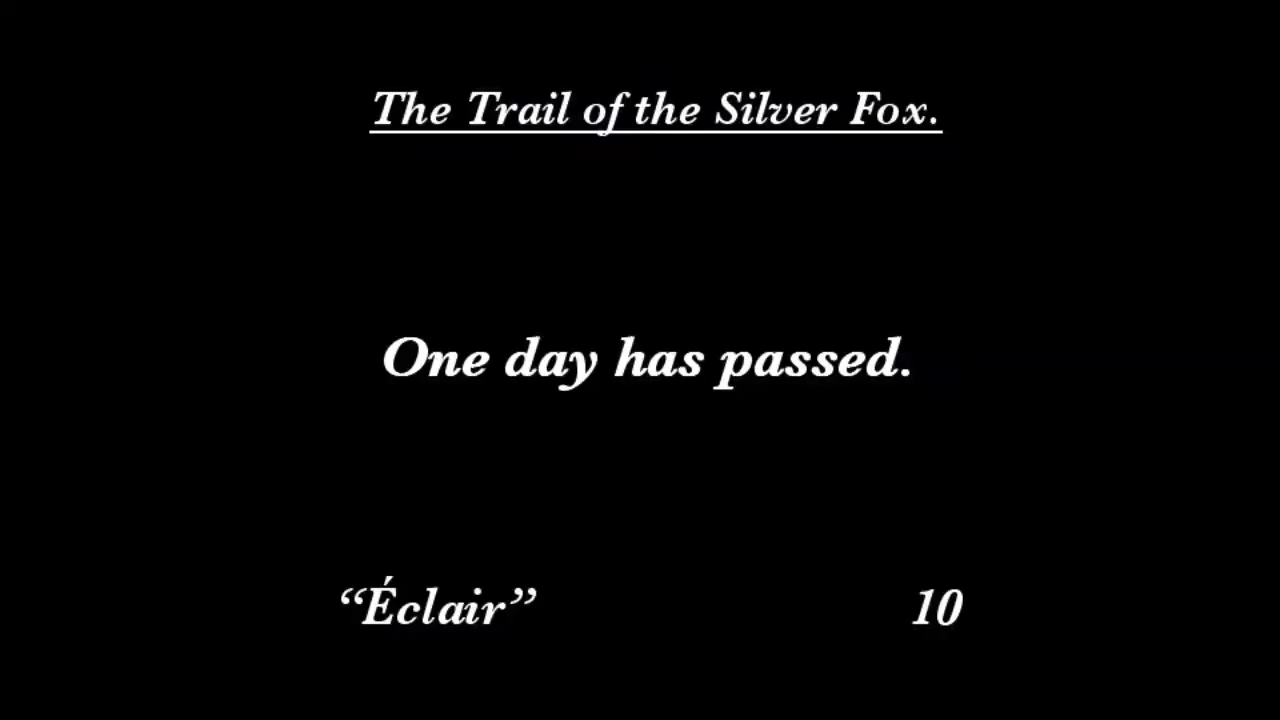 The Trail of the Silver Fox.
One day has passed.
“Éclair” 10